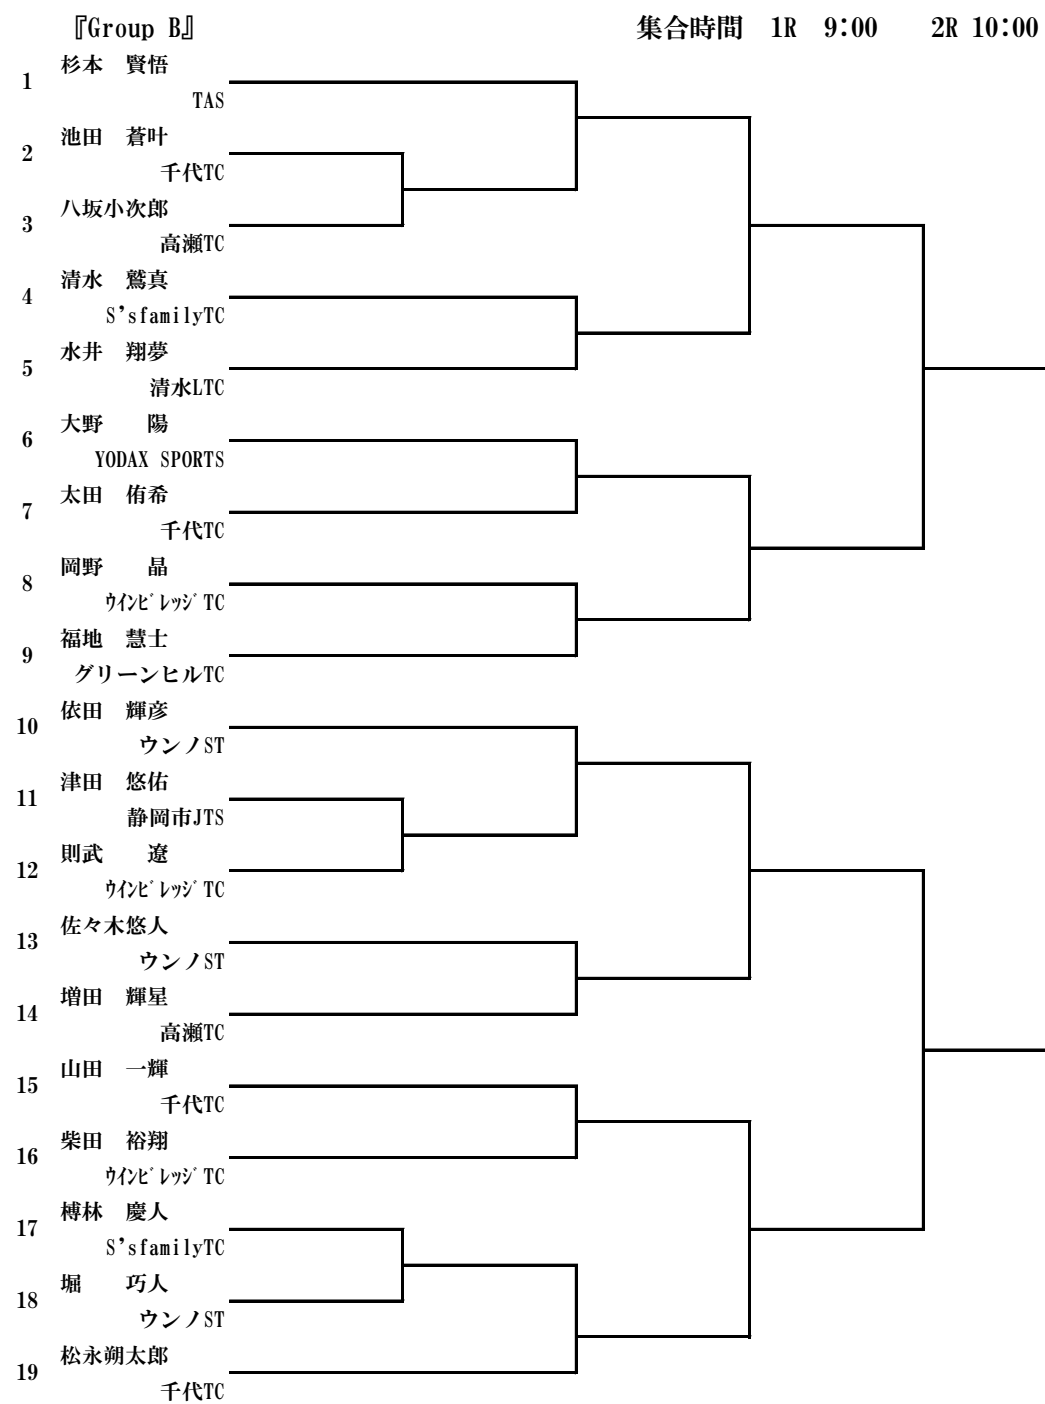 『Group B』 集合時間 1R 9:00 2R 10:00
1 杉本 賢悟
TAS
2 池田 蒼叶
千代TC
3 八坂小次郎
高瀬TC
4 清水 鷲真
S’sfamilyTC
5 水井 翔夢
清水LTC
6 大野 陽
YODAX SPORTS
7 太田 侑希
千代TC
8 岡野 晶
ｳｲﾝﾋﾞﾚｯｼﾞTC
9 福地 慧士
グリーンヒルTC
10 依田 輝彦
ウンノST
11 津田 悠佑
静岡市JTS
12 則武 遼
ｳｲﾝﾋﾞﾚｯｼﾞTC
13 佐々木悠人
ウンノST
14 増田 輝星
高瀬TC
15 山田 一輝
千代TC
16 柴田 裕翔
ｳｲﾝﾋﾞﾚｯｼﾞTC
17 榑林 慶人
S’sfamilyTC
18 堀 巧人
ウンノST
19 松永朔太郎
千代TC